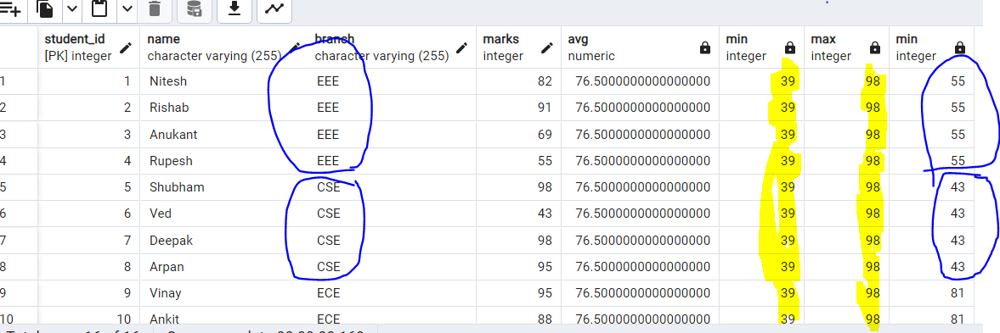 student_id name branch marks avg min max min
[PK] integer character varying (255) character varying (255) integer numeric integer integer integer
1 1 Nitesh EEE 82 76.5000000000000000 39 98 55
2 2 Rishab EEE 91 76.5000000000000000 39 98 55
3 3 Anukant EEE 69 76.5000000000000000 39 98 55
4 4 Rupesh EEE 55 76.5000000000000000 39 98 55
5 5 Shubham CSE 98 76.5000000000000000 39 98 43
6 6 Ved CSE 43 76.5000000000000000 39 98 43
7 7 Deepak CSE 98 76.5000000000000000 39 98 43
8 8 Arpan CSE 95 76.5000000000000000 39 98 43
9 9 Vinay ECE 95 76.5000000000000000 39 98 81
10 10 Ankit ECE 88 76.5000000000000000 39 98 81